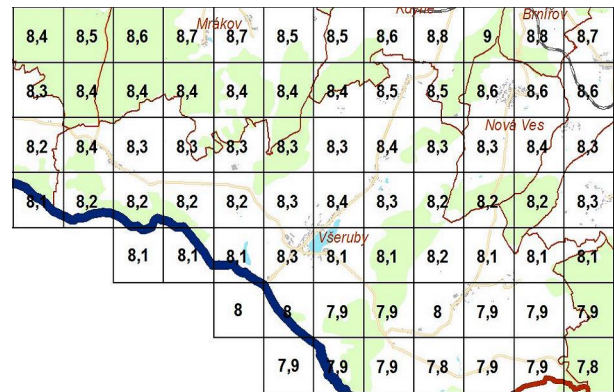 Mrákov Kdyně Brnířov
8,4 8,5 8,6 8,7 8,7 8,5 8,5 8,6 8,8 9 8,8 8,7
8,3 8,4 8,4 8,4 8,4 8,4 8,4 8,5 8,5 8,6 8,6 8,6
Nová Ves
8,2 8,4 8,3 8,3 8,3 8,3 8,3 8,4 8,3 8,3 8,4 8,3
8,1 8,2 8,2 8,2 8,2 8,3 8,4 8,3 8,2 8,2 8,2 8,3
Všeruby
8,1 8,1 8,1 8,3 8,1 8,1 8,2 8,1 8,1 8,1
8 8 7,9 7,9 8 7,9 7,9 7,9
7,9 7,9 7,9 7,8 7,9 7,9 7,8